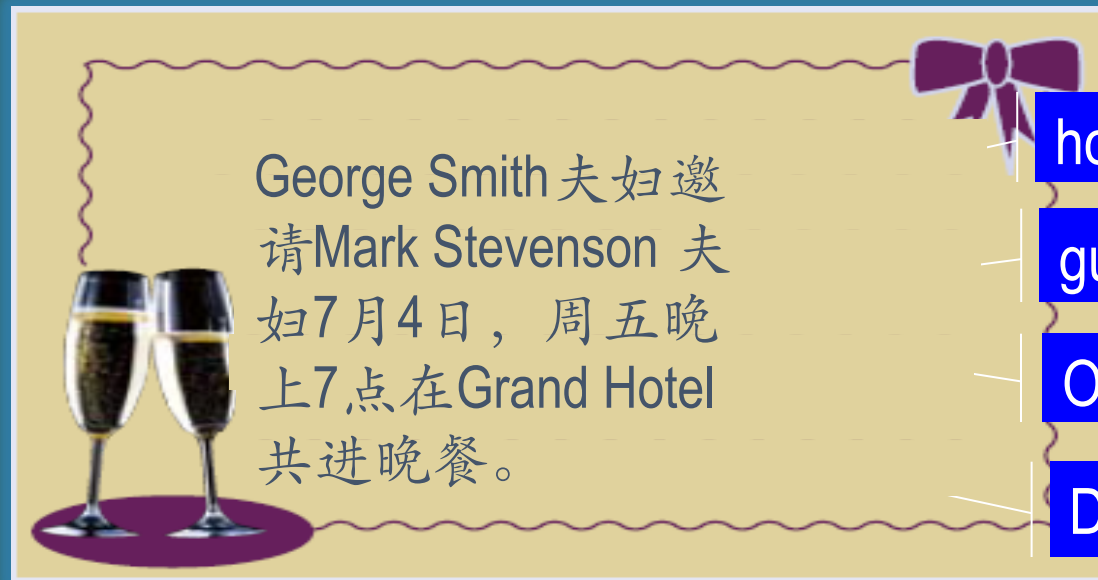 George Smith夫妇邀
请Mark Stevenson 夫
妇7月4日，周五晚
上7点在Grand Hotel
共进晚餐。